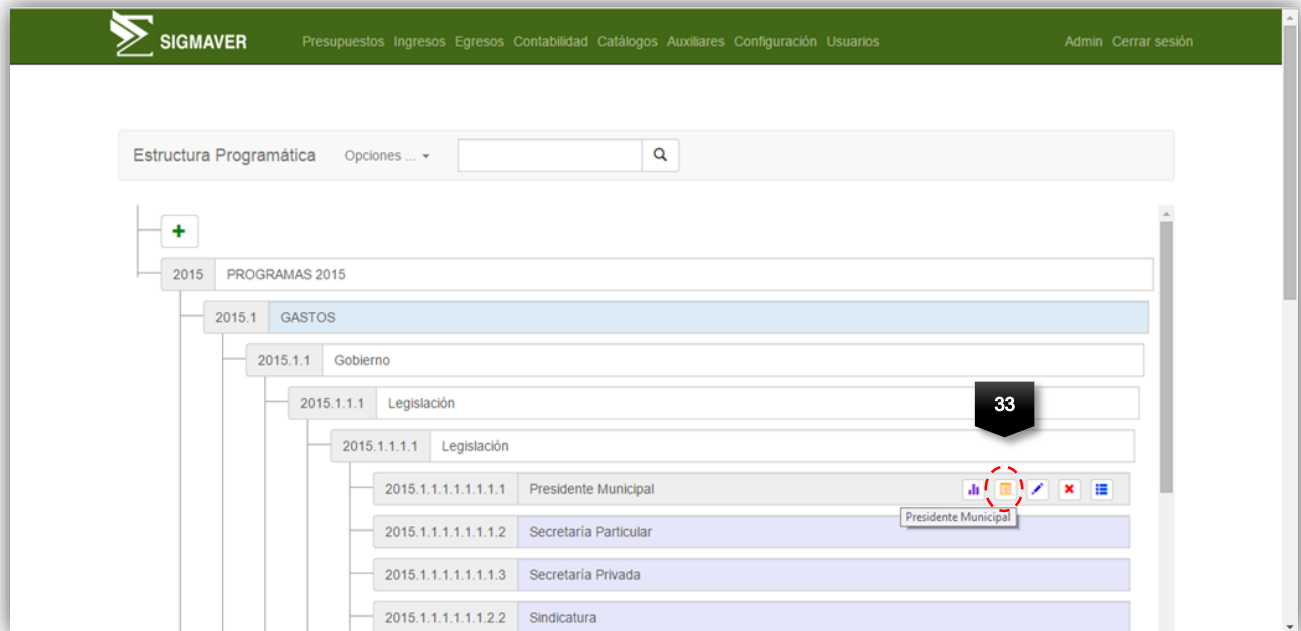 SIGMAVER Presupuestos Ingresos Egresos Contabilidad Catálogos Auxiliares Configuración Usuarios Admin Cerrar sesión
Estructura Programática Opciones ...
2015 PROGRAMAS 2015
2015.1 GASTOS
2015.1.1 Gobierno
2015.1.1.1 Legislación
33
2015.1.1.1.1 Legislación
2015.1.1.1.1.1.1.1.1 Presidente Municipal
Presidente Municipal
2015.1.1.1.1.1.1.1.2 Secretaría Particular
2015.1.1.1.1.1.1.1.3 Secretaría Privada
2015.1.1.1.1.1.1.2.2 Sindicatura